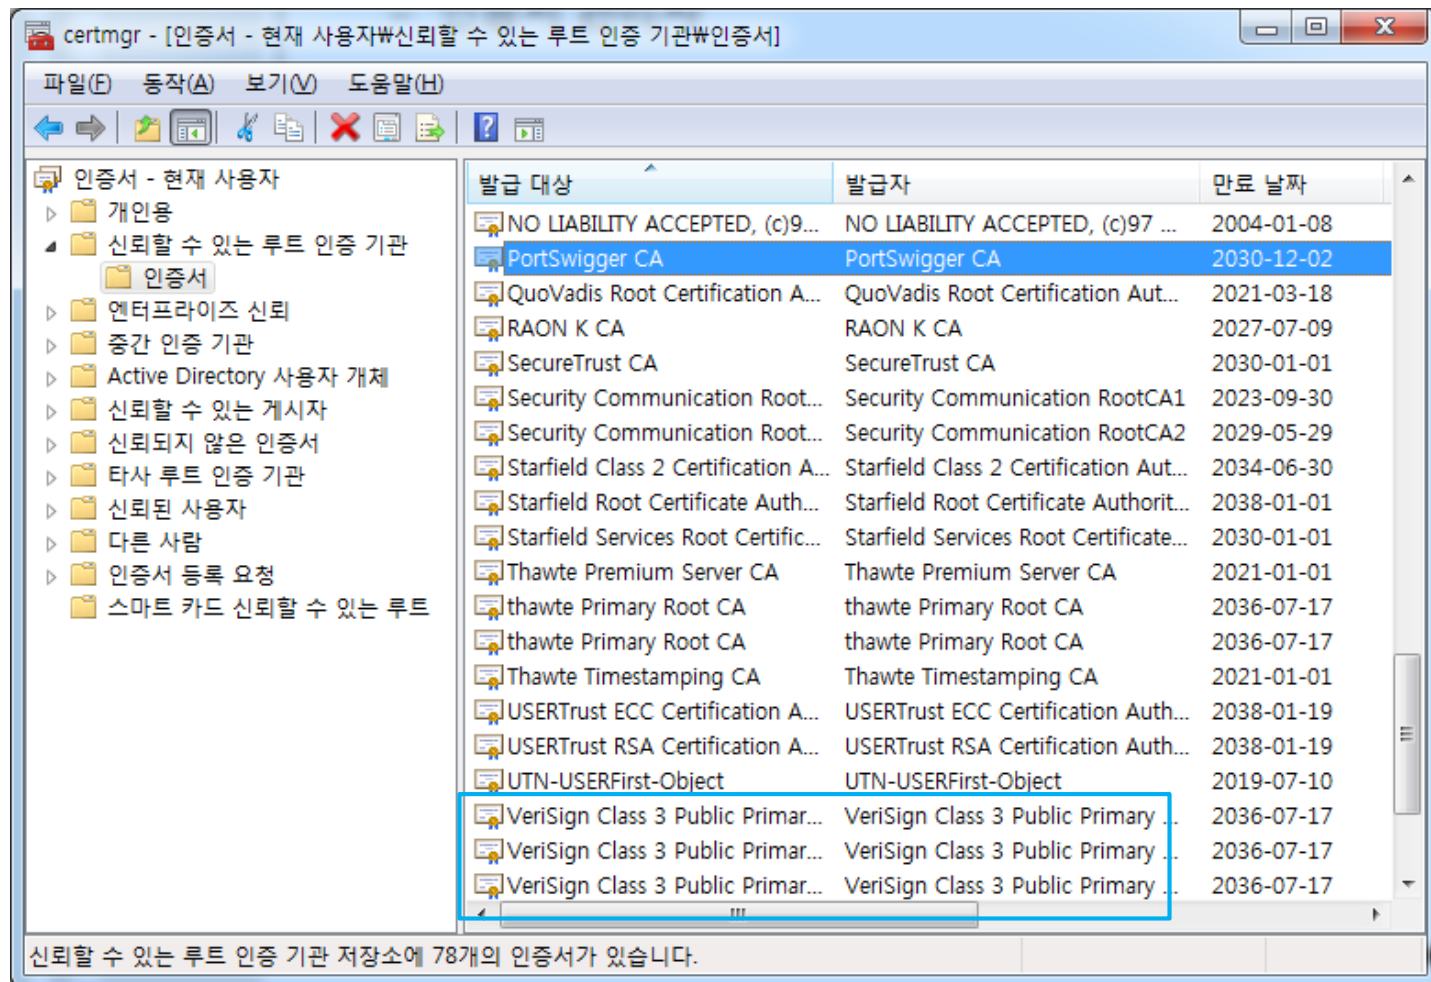 certmgr - [인증서 - 현재 사용자₩신뢰할 수 있는 루트 인증 기관₩인증서]
파일(F) 동작(A) 보기(V) 도움말(H)
인증서 - 현재 사용자
개인용
신뢰할 수 있는 루트 인증 기관
인증서
엔터프라이즈 신뢰
중간 인증 기관
Active Directory 사용자 개체
신뢰할 수 있는 게시자
신뢰되지 않은 인증서
타사 루트 인증 기관
신뢰된 사용자
다른 사람
인증서 등록 요청
스마트 카드 신뢰할 수 있는 루트
발급 대상 발급자 만료 날짜
NO LIABILITY ACCEPTED, (c)9... NO LIABILITY ACCEPTED, (c)97 ... 2004-01-08
PortSwigger CA PortSwigger CA 2030-12-02
QuoVadis Root Certification A... QuoVadis Root Certification Aut... 2021-03-18
RAON K CA RAON K CA 2027-07-09
SecureTrust CA SecureTrust CA 2030-01-01
Security Communication Root... Security Communication RootCA1 2023-09-30
Security Communication Root... Security Communication RootCA2 2029-05-29
Starfield Class 2 Certification A... Starfield Class 2 Certification Aut... 2034-06-30
Starfield Root Certificate Auth... Starfield Root Certificate Authorit... 2038-01-01
Starfield Services Root Certific... Starfield Services Root Certificate... 2030-01-01
Thawte Premium Server CA Thawte Premium Server CA 2021-01-01
thawte Primary Root CA thawte Primary Root CA 2036-07-17
thawte Primary Root CA thawte Primary Root CA 2036-07-17
Thawte Timestamping CA Thawte Timestamping CA 2021-01-01
USERTrust ECC Certification A... USERTrust ECC Certification Auth... 2038-01-19
USERTrust RSA Certification A... USERTrust RSA Certification Auth... 2038-01-19
UTN-USERFirst-Object UTN-USERFirst-Object 2019-07-10
VeriSign Class 3 Public Primar... VeriSign Class 3 Public Primary ... 2036-07-17
VeriSign Class 3 Public Primar... VeriSign Class 3 Public Primary ... 2036-07-17
VeriSign Class 3 Public Primar... VeriSign Class 3 Public Primary ... 2036-07-17
신뢰할 수 있는 루트 인증 기관 저장소에 78개의 인증서가 있습니다.